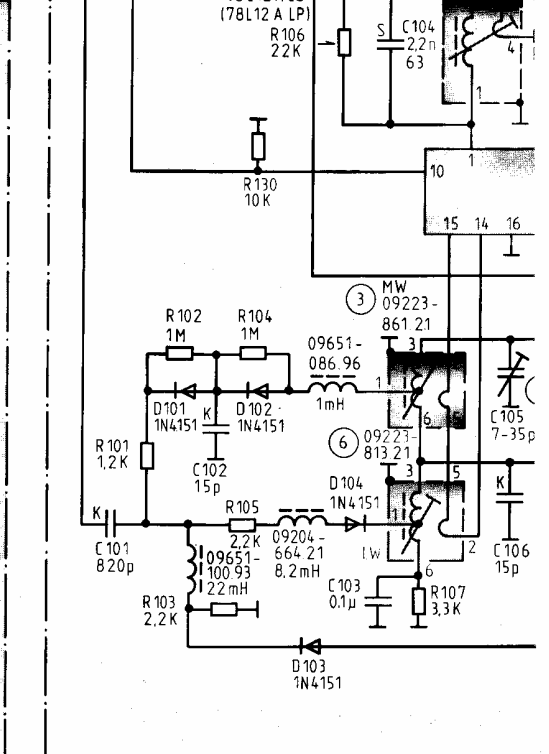 (78L12 A LP)
R106
22K
S
C104
2,2n
63
4
1
1
10
R130
10K
15 14 16
3
MW
09223-
861.21
R102
1M
R104
1M
09651-
086.96
3
1
D101
1N4151
K
D102
1N4151
1mH
6
C105
7-35p
6
09223-
813.21
R101
1,2K
C102
15p
D104
1N4151
3
5
K
R105
2,2K
1
K
C101
820p
09651-
100.93
22mH
09204-
664.21
8,2mH
LW
2
C106
15p
6
R103
2,2K
C103
0.1µ
R107
3,3K
D103
1N4151